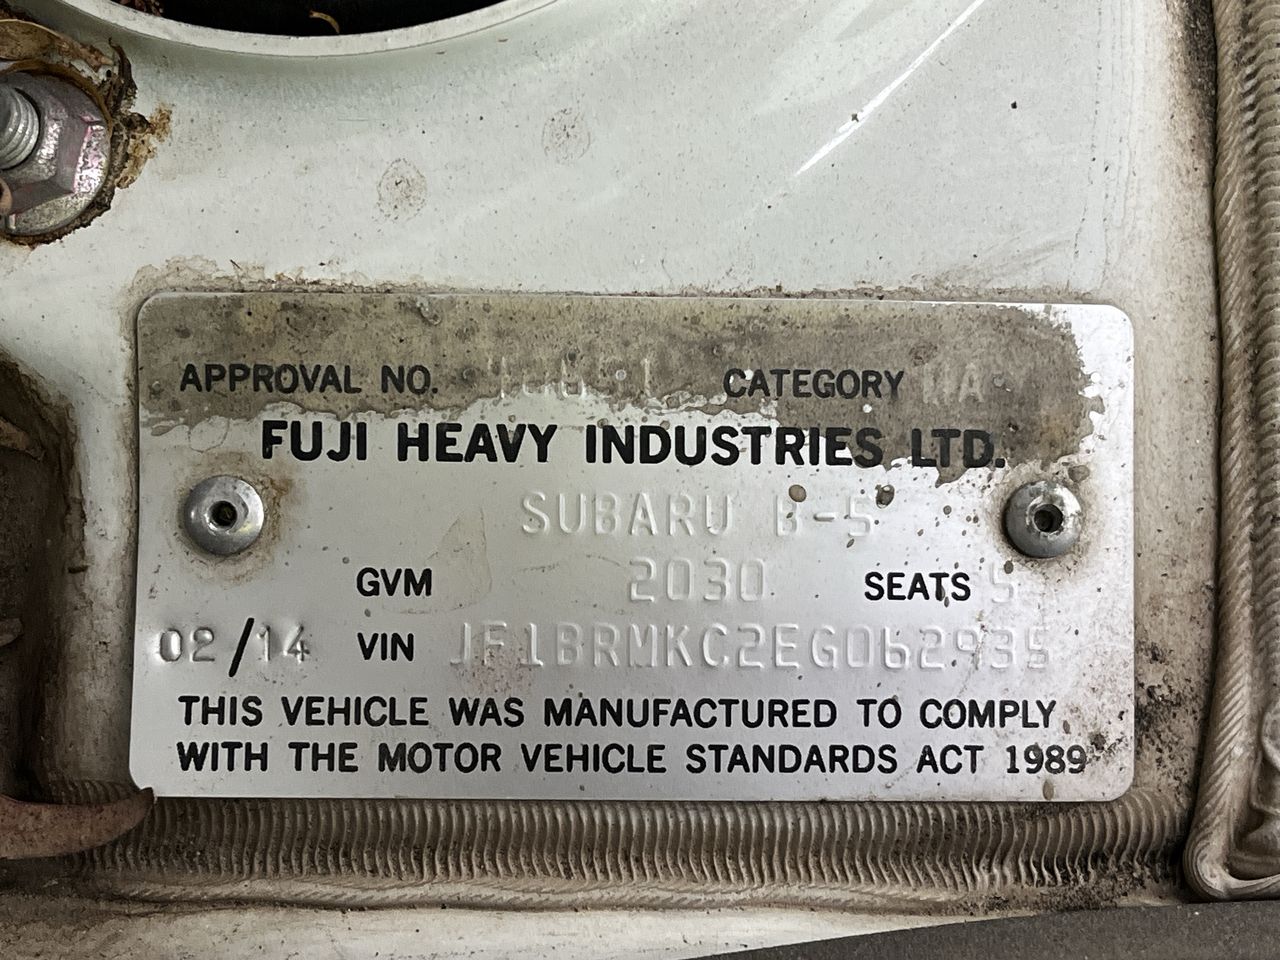 APPROVAL NO. CATEGORY MA
FUJI HEAVY INDUSTRIES LTD.
SUBARU B-5
GVM 2030 SEATS 5
02/14 VIN JF1BRMKC2EG062935
THIS VEHICLE WAS MANUFACTURED TO COMPLY
WITH THE MOTOR VEHICLE STANDARDS ACT 1989